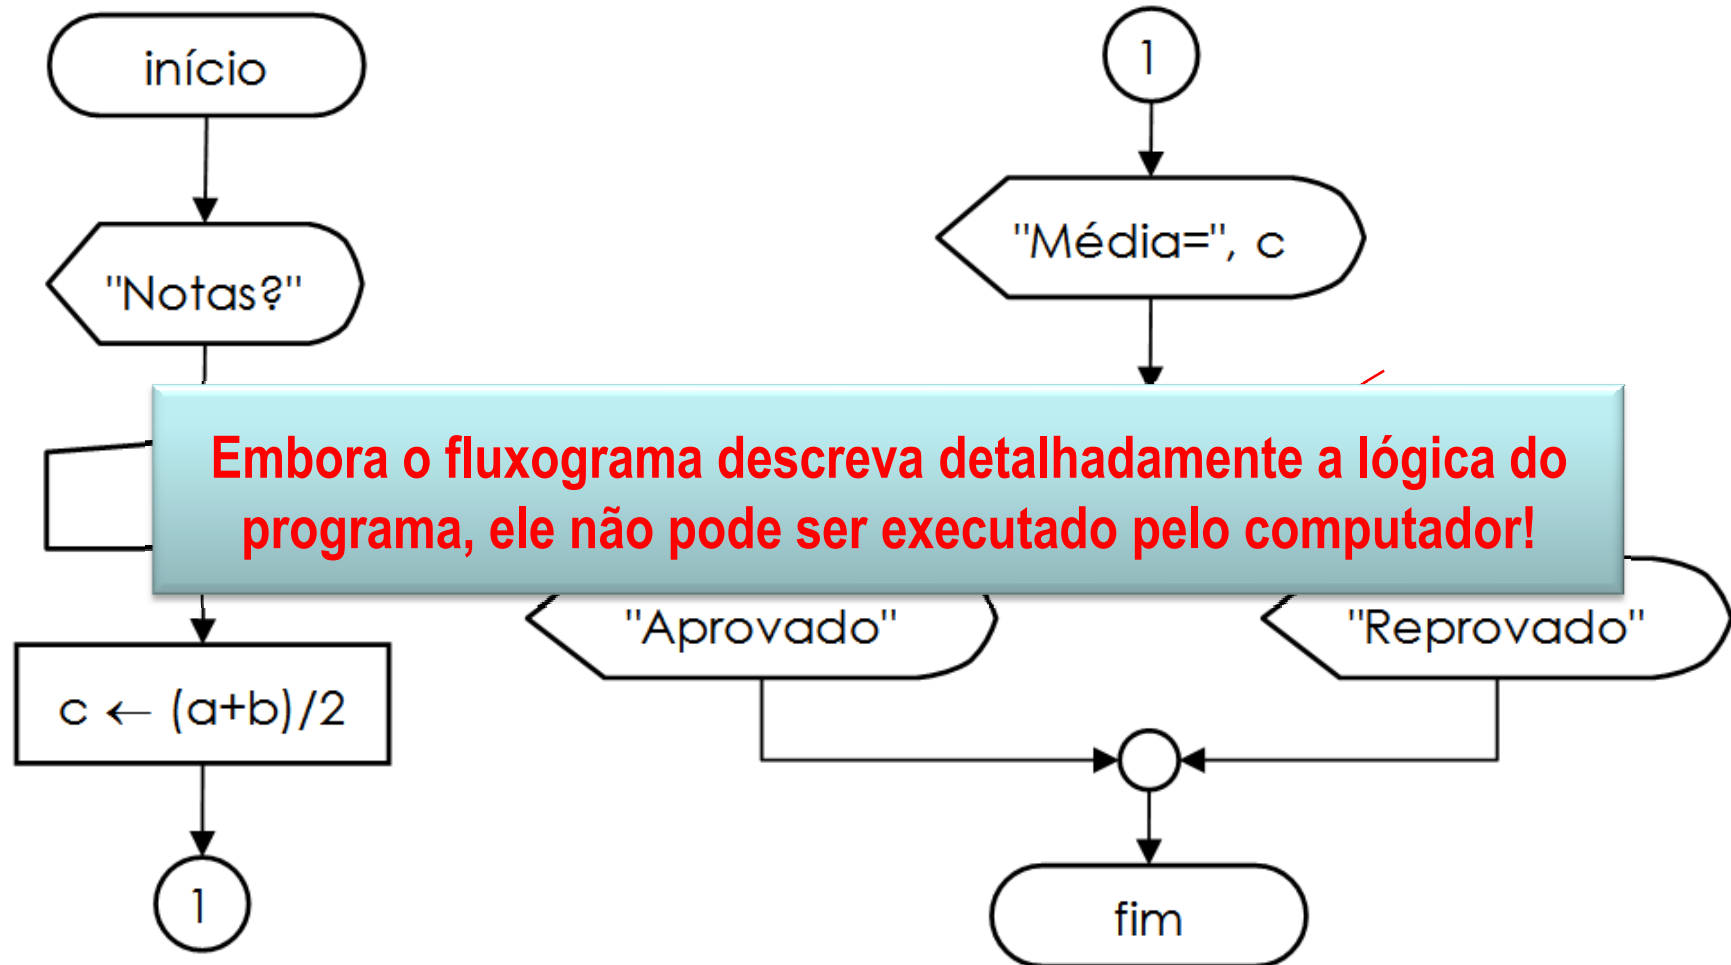 início
"Notas?"
c ← (a+b)/2
1
1
"Média=", c
Embora o fluxograma descreva detalhadamente a lógica do
programa, ele não pode ser executado pelo computador!
"Aprovado"
"Reprovado"
fim